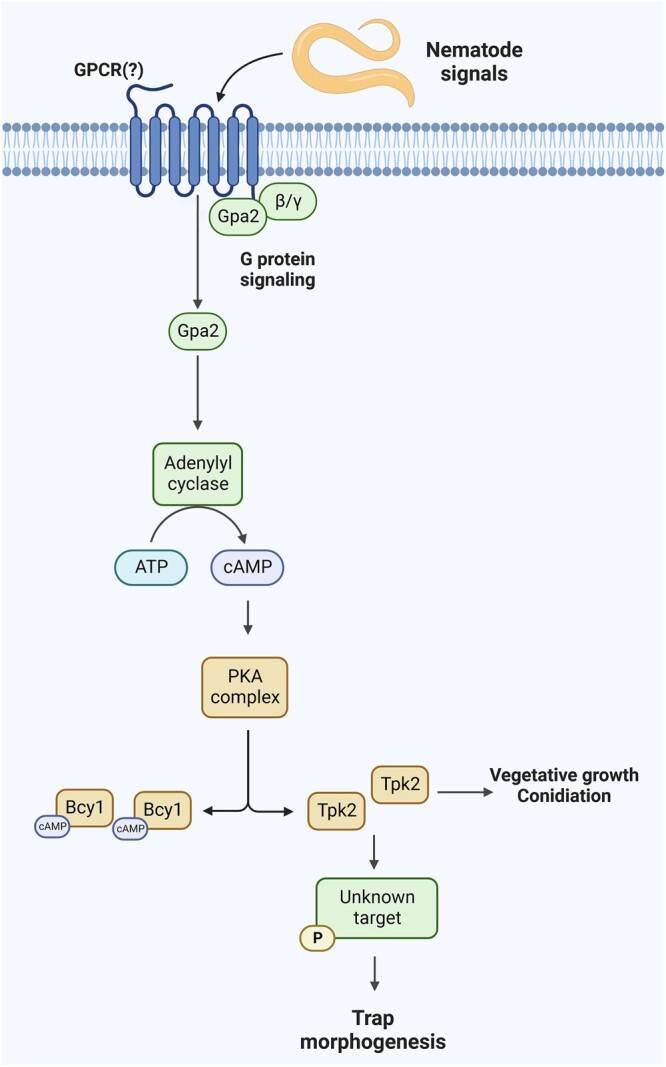 Nematode
signals
GPCR(?)
β/γ
Gpa2
G protein
signaling
Gpa2
Adenylyl
cyclase
ATP
cAMP
PKA
complex
Bcy1
cAMP
Bcy1
cAMP
Tpk2
Tpk2
Vegetative growth
Conidiation
Unknown
target
P
Trap
morphogenesis